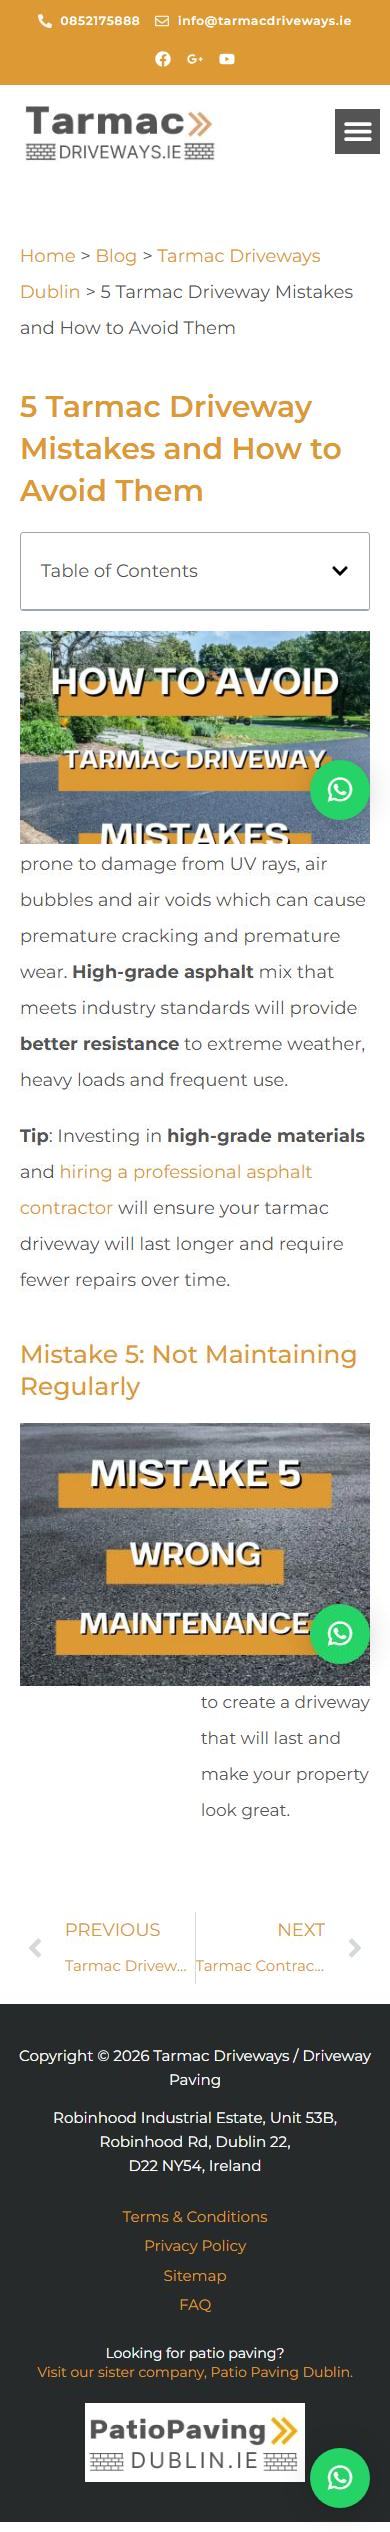 0852175888 info@tarmacdriveways.ie
Tarmac
DRIVEWAYS.IE
Home > Blog > Tarmac Driveways
Dublin > 5 Tarmac Driveway Mistakes
and How to Avoid Them
5 Tarmac Driveway
Mistakes and How to
Avoid Them
Table of Contents
HOW TO AVOID
TARMAC DRIVEWAY
MISTAKES
prone to damage from UV rays, air
bubbles and air voids which can cause
premature cracking and premature
wear. High-grade asphalt mix that
meets industry standards will provide
better resistance to extreme weather,
heavy loads and frequent use.
Tip: Investing in high-grade materials
and hiring a professional asphalt
contractor will ensure your tarmac
driveway will last longer and require
fewer repairs over time.
Mistake 5: Not Maintaining
Regularly
MISTAKE 5
WRONG
MAINTENANCE
to create a driveway
that will last and
make your property
look great.
PREVIOUS NEXT
Tarmac Drivew... Tarmac Contrac...
Copyright © 2026 Tarmac Driveways / Driveway
Paving
Robinhood Industrial Estate, Unit 53B,
Robinhood Rd, Dublin 22,
D22 NY54, Ireland
Terms & Conditions
Privacy Policy
Sitemap
FAQ
Looking for patio paving?
Visit our sister company, Patio Paving Dublin.
PatioPaving
DUBLIN.IE